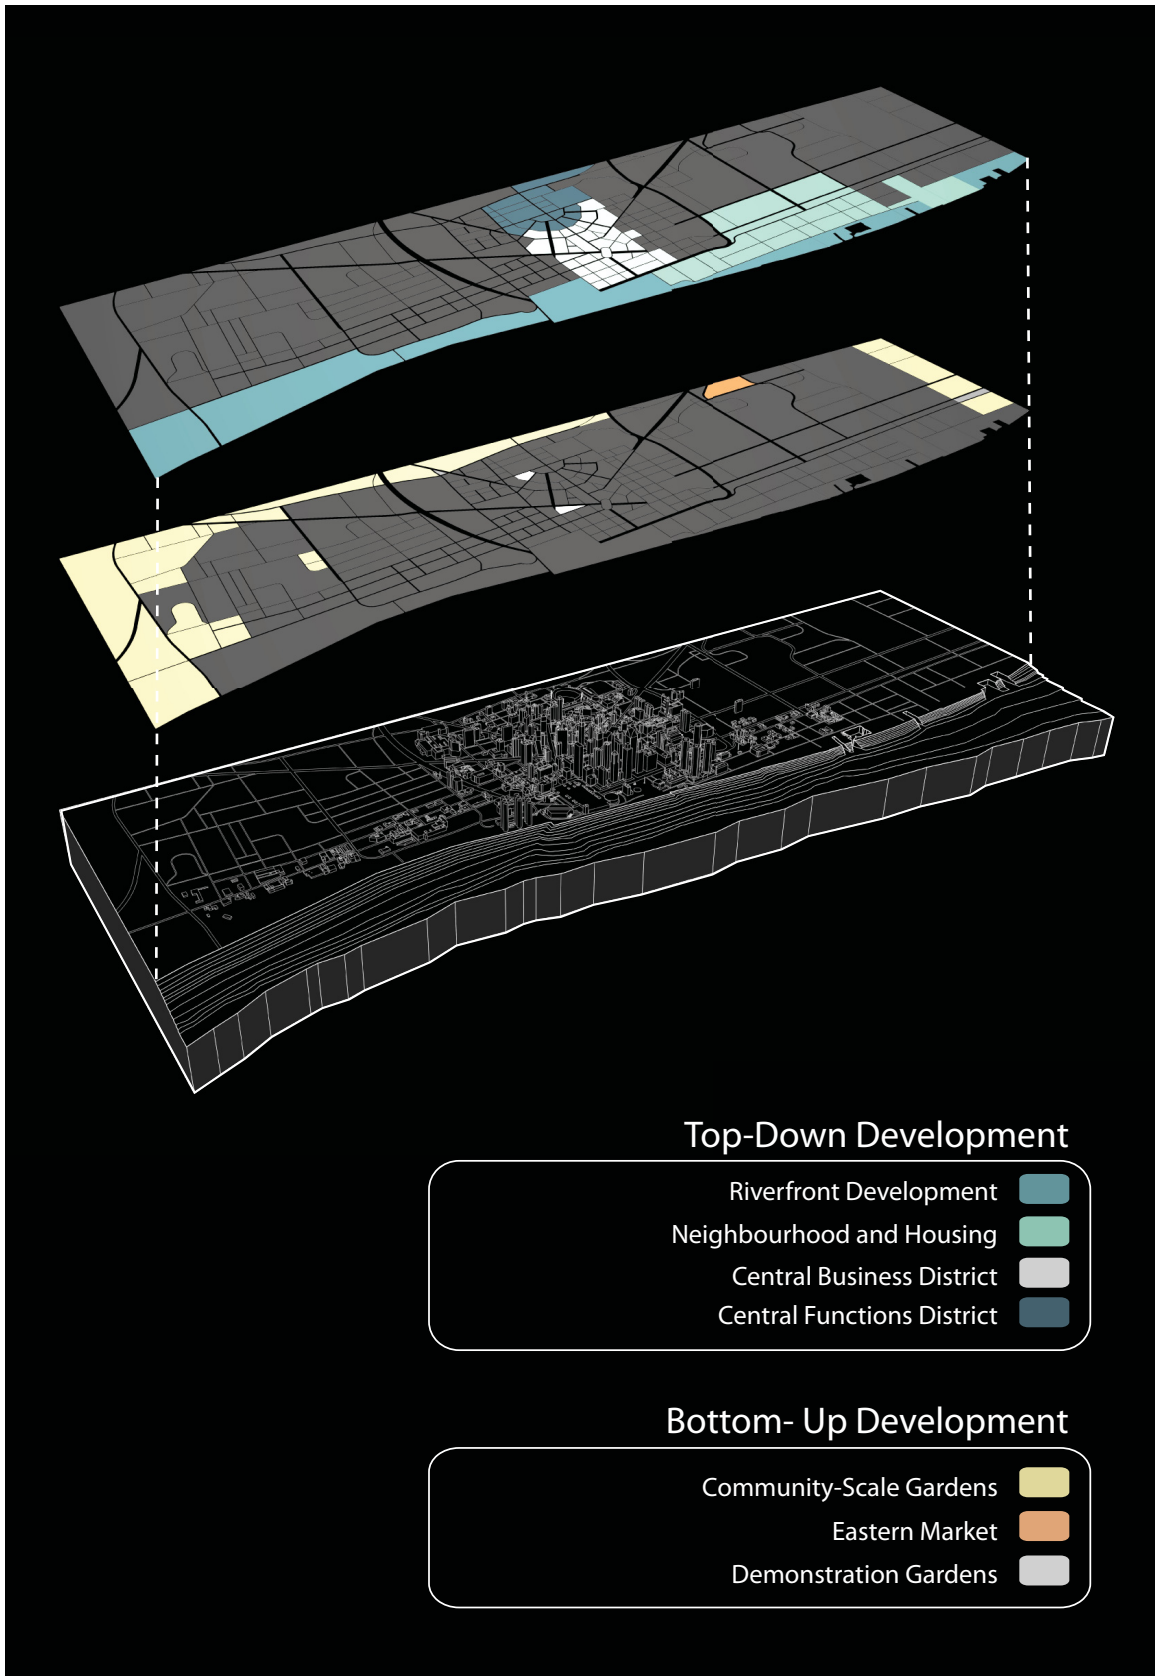 Top-Down Development
Riverfront Development
Neighbourhood and Housing
Central Business District
Central Functions District
Bottom- Up Development
Community-Scale Gardens
Eastern Market
Demonstration Gardens